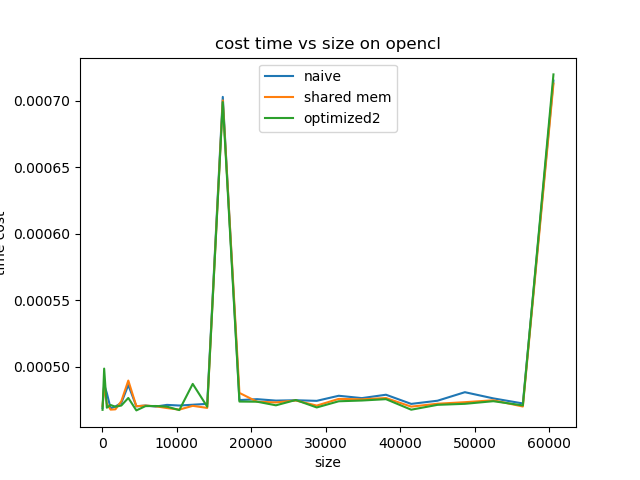 cost time vs size on opencl
naive
shared mem
optimized2
0.00070
0.00065
0.00060
0.00055
0.00050
time cost
0 10000 20000 30000 40000 50000 60000
size